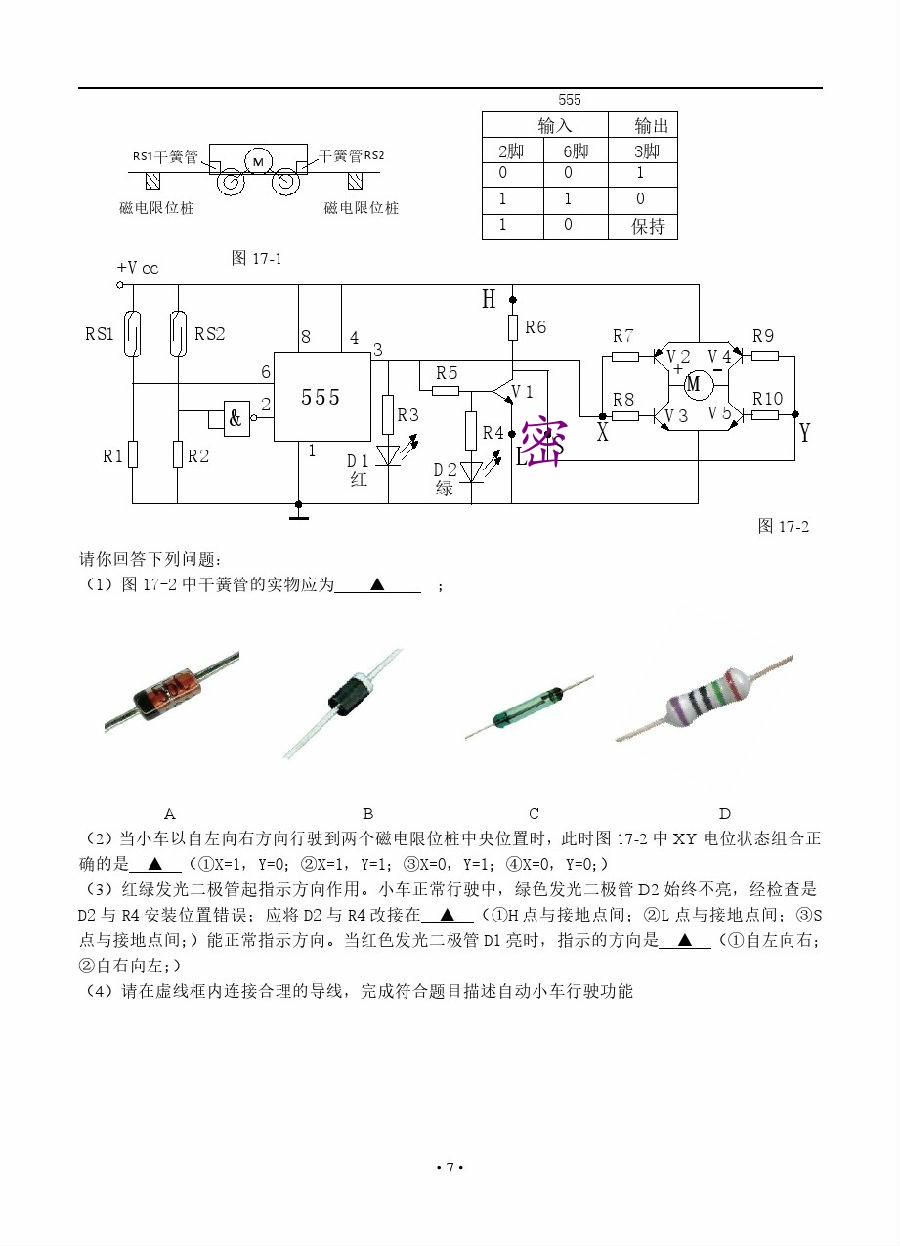 555
输入 输出
2脚 6脚 3脚
0 0 1
1 1 0
1 0 保持
RS1干簧管 M 干簧管RS2
磁电限位桩 磁电限位桩
图 17-1
+Vcc
H
RS1 RS2 8 4 3 R6 R7 R9
6 V2 V4
R5 + M -
2 555 V1 R8 R10
& R3 V3 V5
R1 R2 1 D1 R4 L 密 S X Y
红 D2
绿
图 17-2
请你回答下列问题：
（1）图 17-2 中干簧管的实物应为 ▲ ；
A B C D
（2）当小车以自左向右方向行驶到两个磁电限位桩中央位置时，此时图 17-2 中 XY 电位状态组合正
确的是 ▲ （①X=1，Y=0；②X=1，Y=1；③X=0，Y=1；④X=0，Y=0；）
（3）红绿发光二极管起指示方向作用。小车正常行驶中，绿色发光二极管 D2 始终不亮，经检查是
D2 与 R4 安装位置错误；应将 D2 与 R4 改接在 ▲ （①H 点与接地点间；②L 点与接地点间；③S
点与接地点间；）能正常指示方向。当红色发光二极管 D1 亮时，指示的方向是 ▲ （①自左向右；
②自右向左；）
（4）请在虚线框内连接合理的导线，完成符合题目描述自动小车行驶功能
• 7 •